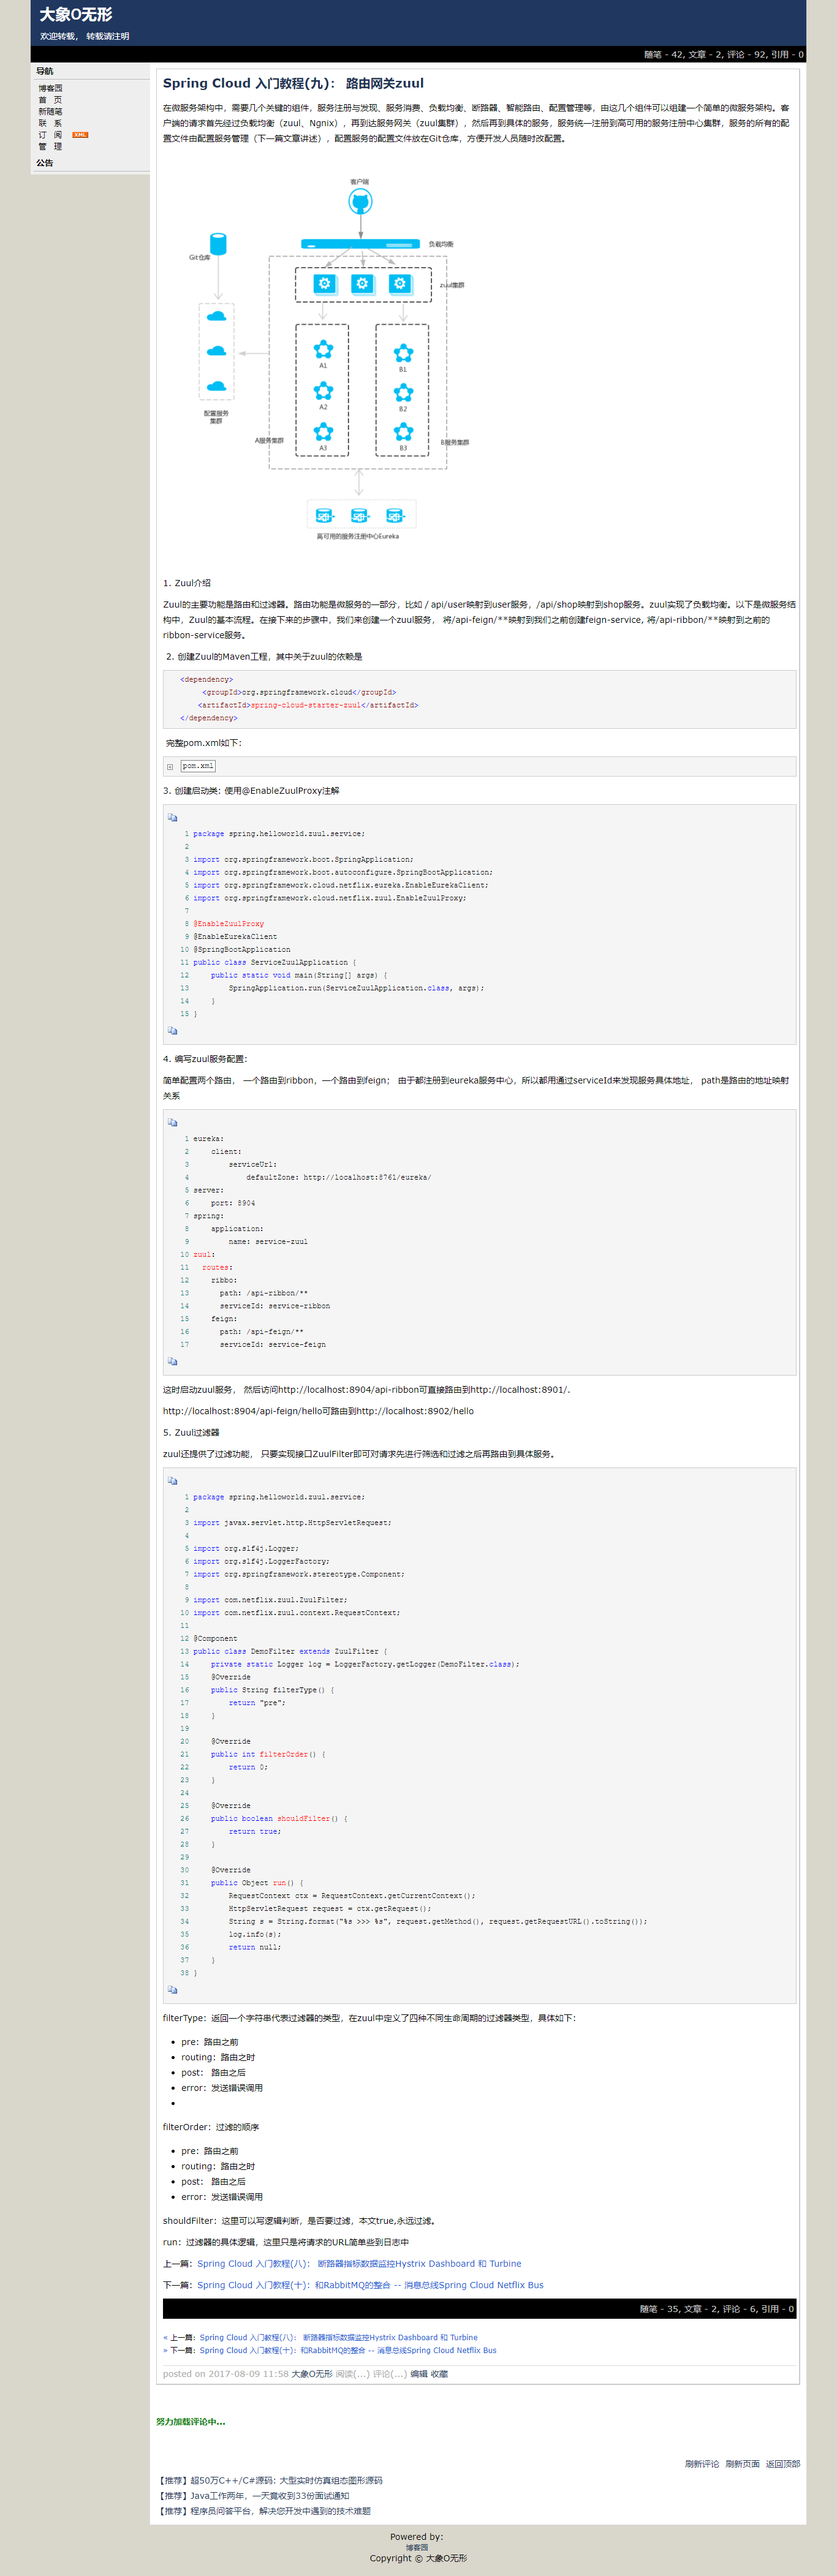 大象O无形
欢迎转载， 转载请注明
随笔 - 42, 文章 - 2, 评论 - 92, 引用 - 0
导航
博客园
首 页
新随笔
联 系
订 阅 XML
管 理
公告
Spring Cloud 入门教程(九)： 路由网关zuul
在微服务架构中，需要几个关键的组件，服务注册与发现、服务消费、负载均衡、断路器、智能路由、配置管理等，由这几个组件可以组建一个简单的微服务架构。客
户端的请求首先经过负载均衡（zuul、Ngnix），再到达服务网关（zuul集群），然后再到具体的服务，服务统一注册到高可用的服务注册中心集群，服务的所有的配
置文件由配置服务管理（下一篇文章讲述），配置服务的配置文件放在Git仓库，方便开发人员随时改配置。
客户端
负载均衡
Git仓库
zuul集群
A1
B1
A2
B2
A3
B3
配置服务
集群
A服务集群
B服务集群
高可用的服务注册中心Eureka
1. Zuul介绍
Zuul的主要功能是路由和过滤器。路由功能是微服务的一部分，比如 / api/user映射到user服务，/api/shop映射到shop服务。zuul实现了负载均衡。以下是微服务结
构中，Zuul的基本流程。在接下来的步骤中，我们来创建一个zuul服务， 将/api-feign/**映射到我们之前创建feign-service, 将/api-ribbon/**映射到之前的
ribbon-service服务。
2. 创建Zuul的Maven工程，其中关于zuul的依赖是
<dependency>
<groupId>org.springframework.cloud</groupId>
<artifactId>spring-cloud-starter-zuul</artifactId>
</dependency>
完整pom.xml如下：
pom.xml
3. 创建启动类: 使用@EnableZuulProxy注解
1 package spring.helloworld.zuul.service;
2
3 import org.springframework.boot.SpringApplication;
4 import org.springframework.boot.autoconfigure.SpringBootApplication;
5 import org.springframework.cloud.netflix.eureka.EnableEurekaClient;
6 import org.springframework.cloud.netflix.zuul.EnableZuulProxy;
7
8 @EnableZuulProxy
9 @EnableEurekaClient
10 @SpringBootApplication
11 public class ServiceZuulApplication {
12 public static void main(String[] args) {
13 SpringApplication.run(ServiceZuulApplication.class, args);
14 }
15 }
4. 编写zuul服务配置：
简单配置两个路由， 一个路由到ribbon，一个路由到feign； 由于都注册到eureka服务中心，所以都用通过serviceId来发现服务具体地址， path是路由的地址映射
关系
1 eureka:
2 client:
3 serviceUrl:
4 defaultZone: http://localhost:8761/eureka/
5 server:
6 port: 8904
7 spring:
8 application:
9 name: service-zuul
10 zuul:
11 routes:
12 ribbo:
13 path: /api-ribbon/**
14 serviceId: service-ribbon
15 feign:
16 path: /api-feign/**
17 serviceId: service-feign
这时启动zuul服务， 然后访问http://localhost:8904/api-ribbon可直接路由到http://localhost:8901/.
http://localhost:8904/api-feign/hello可路由到http://localhost:8902/hello
5. Zuul过滤器
zuul还提供了过滤功能， 只要实现接口ZuulFilter即可对请求先进行筛选和过滤之后再路由到具体服务。
1 package spring.helloworld.zuul.service;
2
3 import javax.servlet.http.HttpServletRequest;
4
5 import org.slf4j.Logger;
6 import org.slf4j.LoggerFactory;
7 import org.springframework.stereotype.Component;
8
9 import com.netflix.zuul.ZuulFilter;
10 import com.netflix.zuul.context.RequestContext;
11
12 @Component
13 public class DemoFilter extends ZuulFilter {
14 private static Logger log = LoggerFactory.getLogger(DemoFilter.class);
15 @Override
16 public String filterType() {
17 return "pre";
18 }
19
20 @Override
21 public int filterOrder() {
22 return 0;
23 }
24
25 @Override
26 public boolean shouldFilter() {
27 return true;
28 }
29
30 @Override
31 public Object run() {
32 RequestContext ctx = RequestContext.getCurrentContext();
33 HttpServletRequest request = ctx.getRequest();
34 String s = String.format("%s >>> %s", request.getMethod(), request.getRequestURL().toString());
35 log.info(s);
36 return null;
37 }
38 }
filterType：返回一个字符串代表过滤器的类型，在zuul中定义了四种不同生命周期的过滤器类型，具体如下：
• pre：路由之前
• routing：路由之时
• post： 路由之后
• error：发送错误调用
•
filterOrder：过滤的顺序
• pre：路由之前
• routing：路由之时
• post： 路由之后
• error：发送错误调用
shouldFilter：这里可以写逻辑判断，是否要过滤，本文true,永远过滤。
run：过滤器的具体逻辑，这里只是将请求的URL简单些到日志中
上一篇：Spring Cloud 入门教程(八)： 断路器指标数据监控Hystrix Dashboard 和 Turbine
下一篇：Spring Cloud 入门教程(十)：和RabbitMQ的整合 -- 消息总线Spring Cloud Netflix Bus
随笔 - 35, 文章 - 2, 评论 - 6, 引用 - 0
« 上一篇：Spring Cloud 入门教程(八)： 断路器指标数据监控Hystrix Dashboard 和 Turbine
» 下一篇：Spring Cloud 入门教程(十)：和RabbitMQ的整合 -- 消息总线Spring Cloud Netflix Bus
posted on 2017-08-09 11:58 大象O无形 阅读(...) 评论(...) 编辑 收藏
努力加载评论中...
刷新评论 刷新页面 返回顶部
【推荐】超50万C++/C#源码: 大型实时仿真组态图形源码
【推荐】Java工作两年，一天竟收到33份面试通知
【推荐】程序员问答平台，解决您开发中遇到的技术难题
Powered by:
博客园
Copyright © 大象O无形